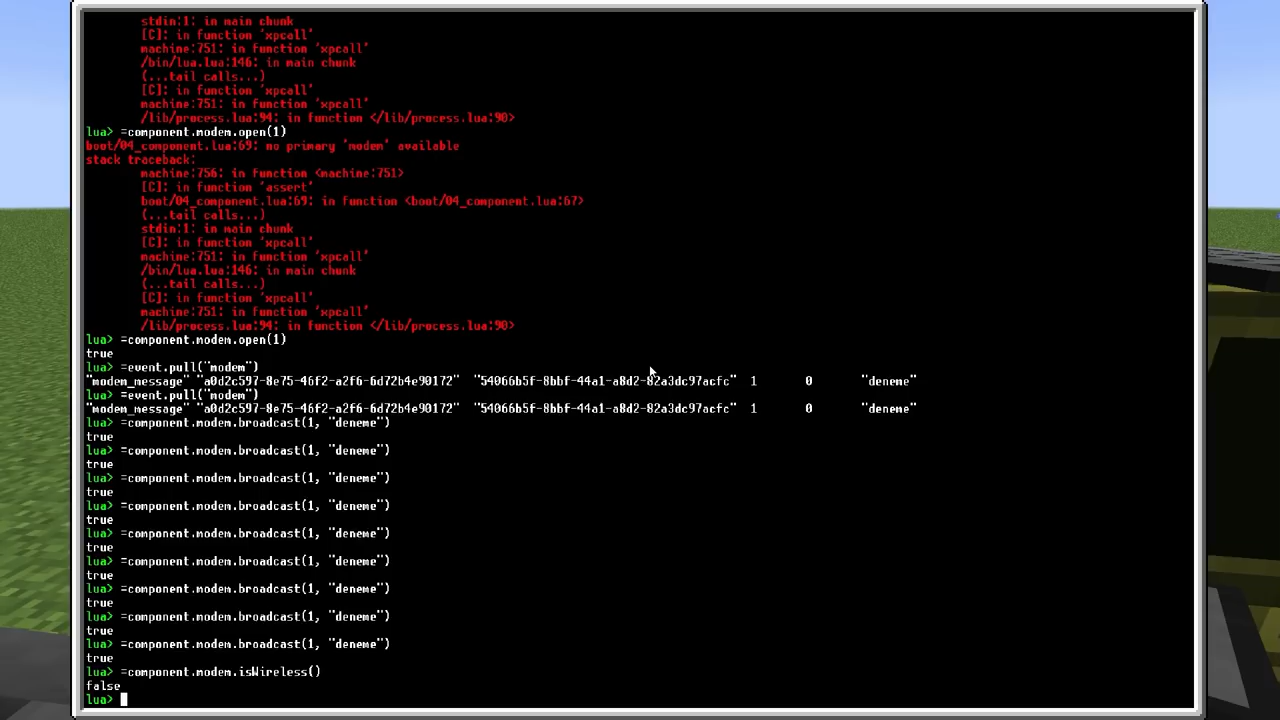 stdin:1: in main chunk
[C]: in function 'xpcall'
machine:751: in function 'xpcall'
/bin/lua.lua:146: in main chunk
(...tail calls...)
[C]: in function 'xpcall'
machine:751: in function 'xpcall'
/lib/process.lua:94: in function </lib/process.lua:90>
lua> =component.modem.open(1)
boot/04_component.lua:69: no primary 'modem' available
stack traceback:
machine:756: in function <machine:751>
[C]: in function 'assert'
boot/04_component.lua:69: in function <boot/04_component.lua:67>
(...tail calls...)
stdin:1: in main chunk
[C]: in function 'xpcall'
machine:751: in function 'xpcall'
/bin/lua.lua:146: in main chunk
(...tail calls...)
[C]: in function 'xpcall'
machine:751: in function 'xpcall'
/lib/process.lua:94: in function </lib/process.lua:90>
lua> =component.modem.open(1)
true
lua> =event.pull("modem")
"modem_message" "a0d2c597-8e75-46f2-a2f6-6d72b4e90172" "54066b5f-8bbf-44a1-a8d2-82a3dc97acfc" 1 0 "deneme"
lua> =event.pull("modem")
"modem_message" "a0d2c597-8e75-46f2-a2f6-6d72b4e90172" "54066b5f-8bbf-44a1-a8d2-82a3dc97acfc" 1 0 "deneme"
lua> =component.modem.broadcast(1, "deneme")
true
lua> =component.modem.broadcast(1, "deneme")
true
lua> =component.modem.broadcast(1, "deneme")
true
lua> =component.modem.broadcast(1, "deneme")
true
lua> =component.modem.broadcast(1, "deneme")
true
lua> =component.modem.broadcast(1, "deneme")
true
lua> =component.modem.broadcast(1, "deneme")
true
lua> =component.modem.broadcast(1, "deneme")
true
lua> =component.modem.broadcast(1, "deneme")
true
lua> =component.modem.isWireless()
false
lua>